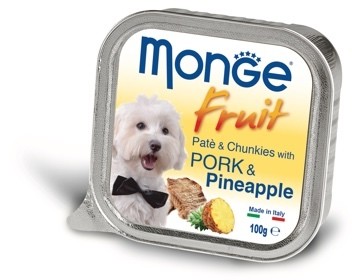 MONGE
Fruit
Patè & Chunkies with
PORK &
Pineapple
Made in Italy
100g ℮